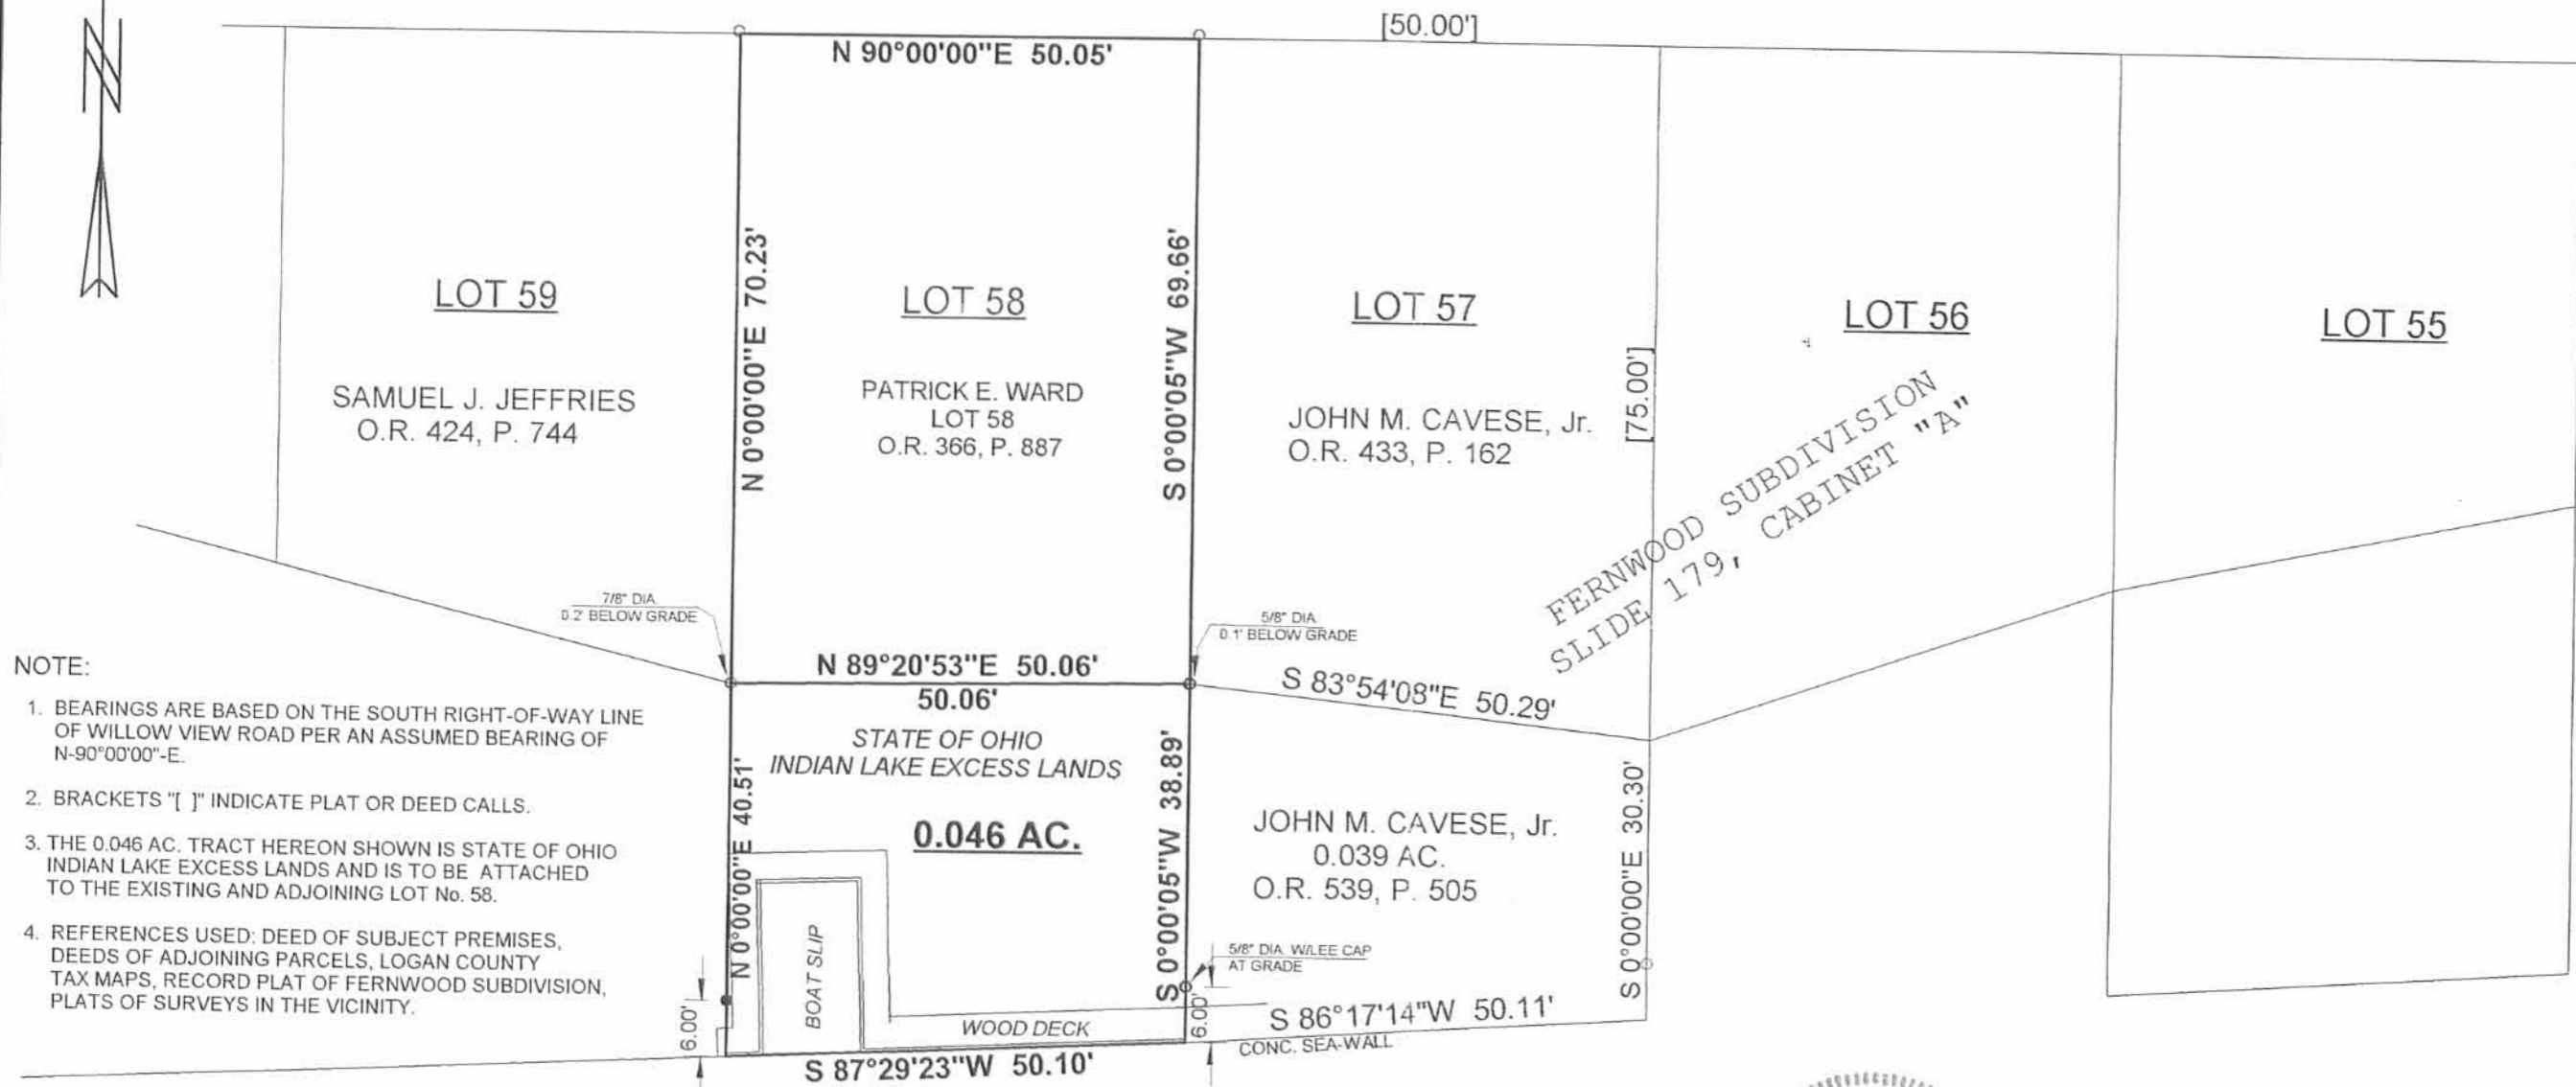 N
[50.00']
N 90°00'00"E 50.05'
N 0°00'00"E 70.23'
S 0°00'05"W 69.66'
LOT 59
SAMUEL J. JEFFRIES
O.R. 424, P. 744
LOT 58
PATRICK E. WARD
LOT 58
O.R. 366, P. 887
LOT 57
JOHN M. CAVESE, Jr.
O.R. 433, P. 162
[75.00']
LOT 56
LOT 55
FERNWOOD SUBDIVISION
SLIDE 179, CABINET "A"
7/8" DIA.
0.2' BELOW GRADE
5/8" DIA.
0.1' BELOW GRADE
N 89°20'53"E 50.06'
50.06'
S 83°54'08"E 50.29'
STATE OF OHIO
INDIAN LAKE EXCESS LANDS
0.046 AC.
N 0°00'00"E 40.51'
S 0°00'05"W 38.89'
JOHN M. CAVESE, Jr.
0.039 AC.
O.R. 539, P. 505
S 0°00'00"E 30.30'
NOTE:
1. BEARINGS ARE BASED ON THE SOUTH RIGHT-OF-WAY LINE
OF WILLOW VIEW ROAD PER AN ASSUMED BEARING OF
N-90°00'00"-E.
2. BRACKETS "[ ]" INDICATE PLAT OR DEED CALLS.
3. THE 0.046 AC. TRACT HEREON SHOWN IS STATE OF OHIO
INDIAN LAKE EXCESS LANDS AND IS TO BE ATTACHED
TO THE EXISTING AND ADJOINING LOT No. 58.
4. REFERENCES USED: DEED OF SUBJECT PREMISES,
DEEDS OF ADJOINING PARCELS, LOGAN COUNTY
TAX MAPS, RECORD PLAT OF FERNWOOD SUBDIVISION,
PLATS OF SURVEYS IN THE VICINITY.
BOAT SLIP
5/8" DIA. W/LEE CAP
AT GRADE
6.00'
WOOD DECK
6.00'
S 86°17'14"W 50.11'
CONC. SEA-WALL
S 87°29'23"W 50.10'